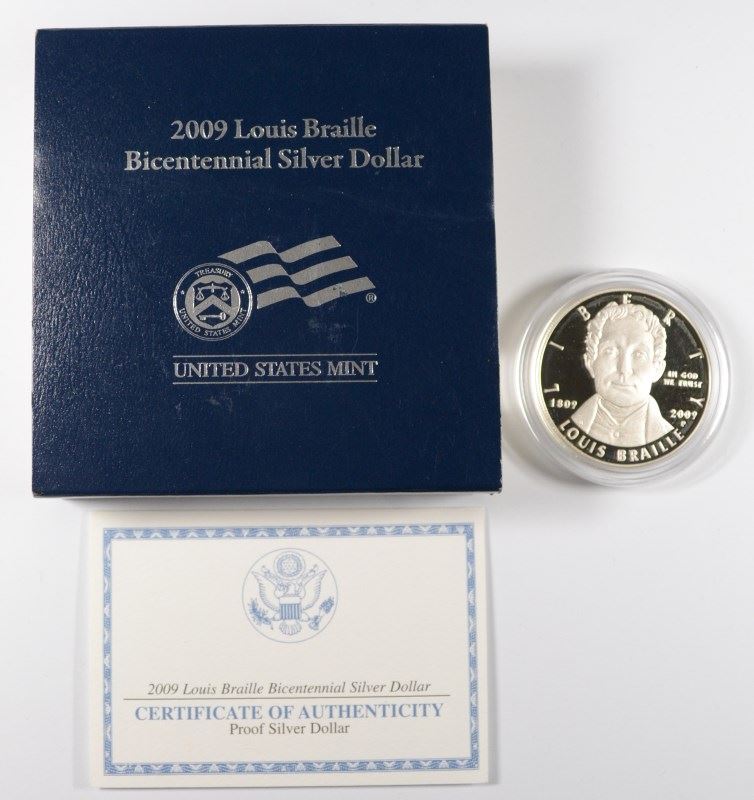 2009 Louis Braille
Bicentennial Silver Dollar
TREASURY
UNITED STATES MINT
®
UNITED STATES MINT
LIBERTY
IN GOD
WE TRUST
1809
2009
LOUIS BRAILLE
2009 Louis Braille Bicentennial Silver Dollar
CERTIFICATE OF AUTHENTICITY
Proof Silver Dollar